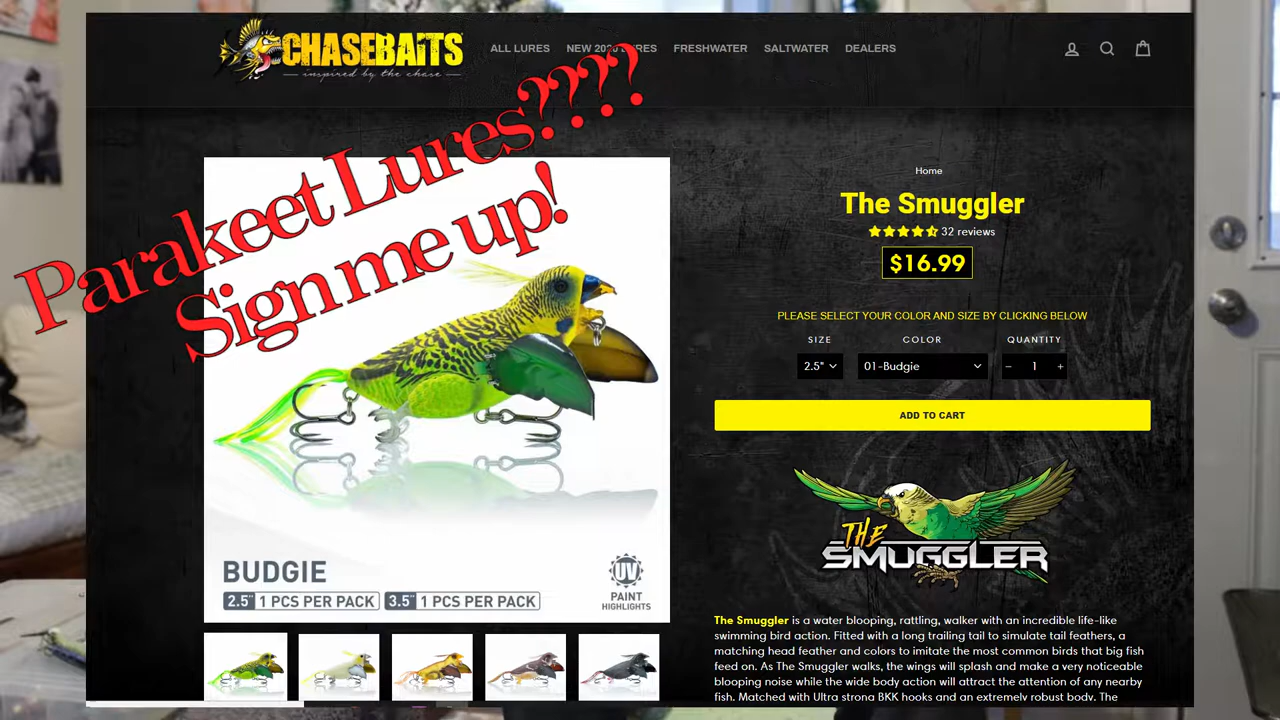 CHASEBAITS
inspired by the chase
ALL LURES
FRESHWATER
SALTWATER
DEALERS
Parakeet Lures????
Sign me up!
Home
The Smuggler
32 reviews
$16.99
PLEASE SELECT YOUR COLOR AND SIZE BY CLICKING BELOW
SIZE
COLOR
QUANTITY
2.5"
01-Budgie
− 1 +
ADD TO CART
THE
SMUGGLER
BUDGIE
2.5" 1 PCS PER PACK 3.5" 1 PCS PER PACK
UV
PAINT
HIGHLIGHTS
The Smuggler is a water blooping, rattling, walker with an incredible life-like
swimming bird action. Fitted with a long trailing tail to simulate tail feathers, a
matching head feather and colors to imitate the most common birds that big fish
feed on. As The Smuggler walks, the wings will splash and make a very noticeable
blooping noise while the wide body action will attract the attention of any nearby
fish. Matched with Ultra strong BKK hooks and an extremely robust body. The